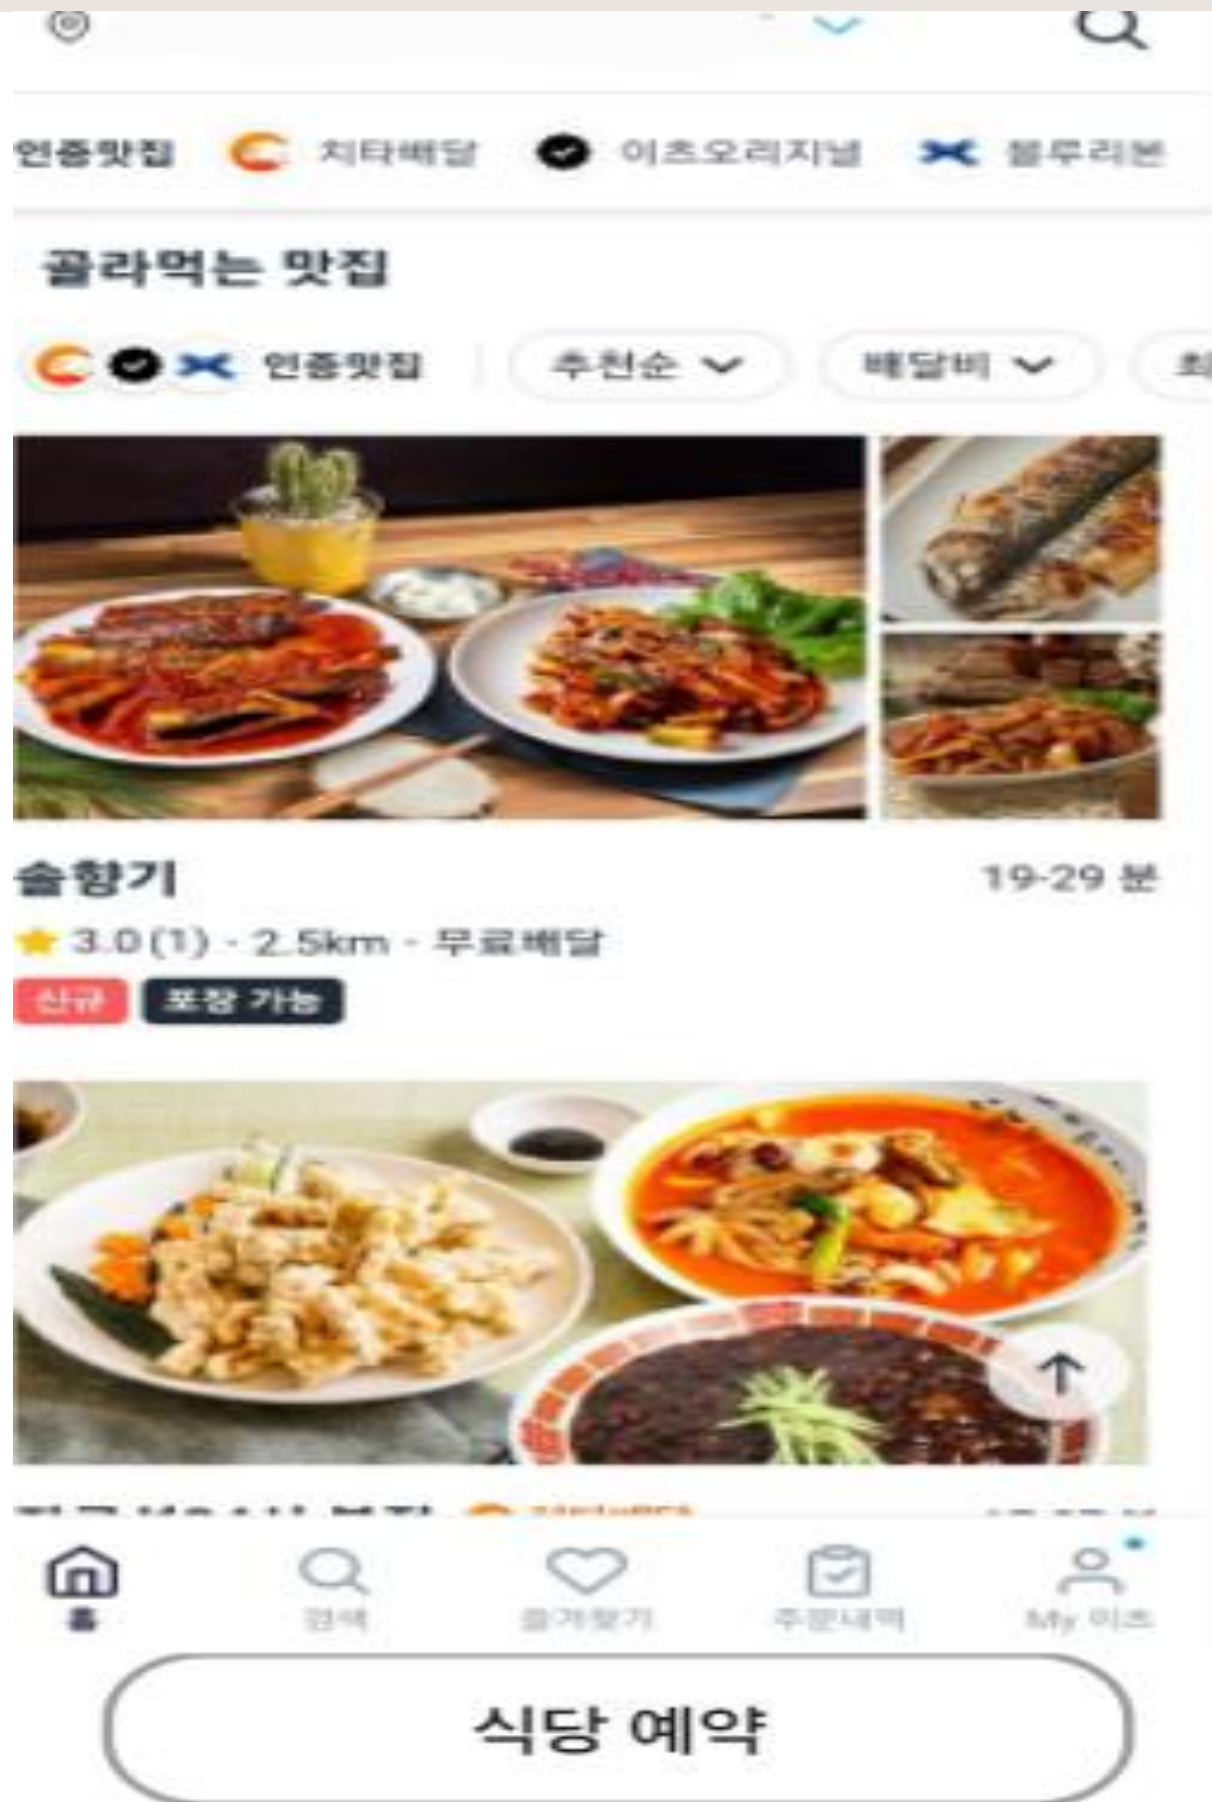 인증맛집 치타배달 이츠오리지널 블루리본
골라먹는 맛집
인증맛집 추천순 배달비 최
솔향기 19-29 분
3.0 (1) · 2.5km · 무료배달
신규 포장 가능
홈 검색 즐겨찾기 주문내역 My 이츠
식당 예약